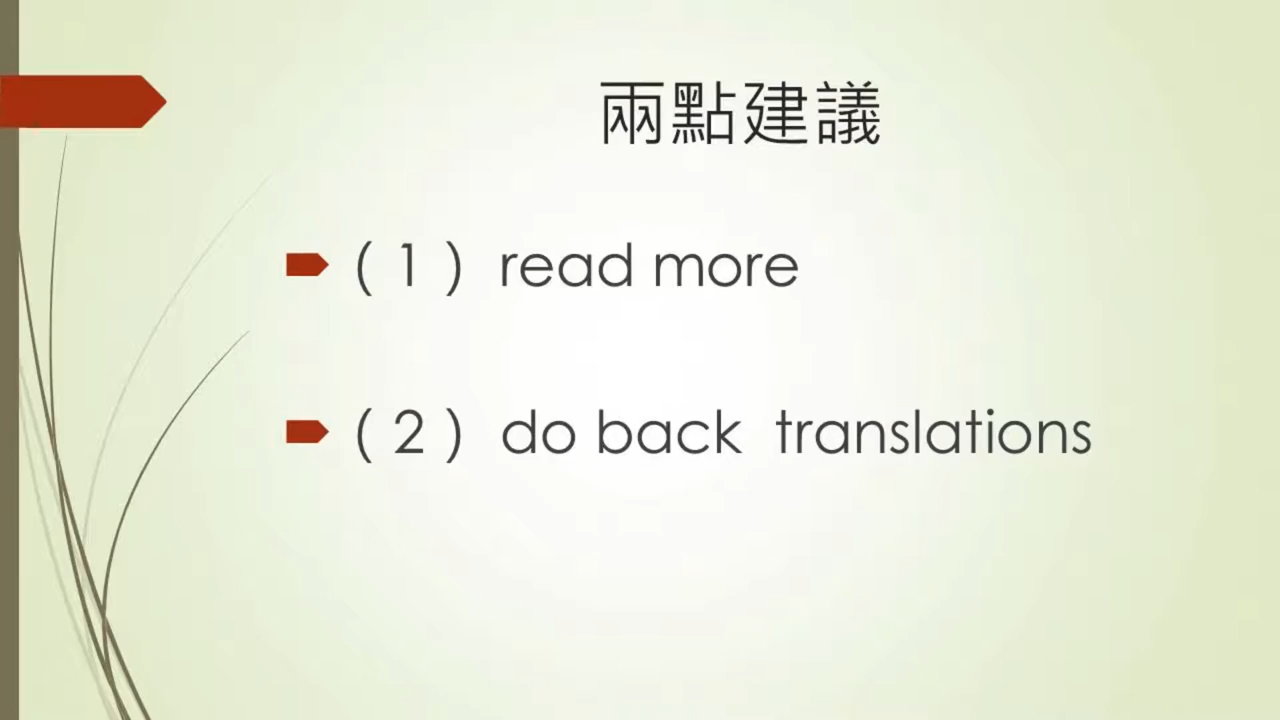 兩點建議
( 1 ) read more
( 2 ) do back translations